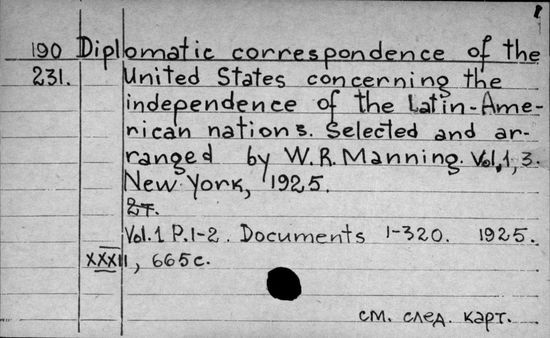 190 Diplomatic correspondence of the
231. United States concerning the
independence of the Latin-Ame-
rican nations. Selected and ar-
ranged by W.R. Manning. Vol. 1, 3.
New York, 1925.
2т.
Vol. 1 P. 1-2. Documents 1-320. 1925.
XXXII, 665c.
см. след. карт.